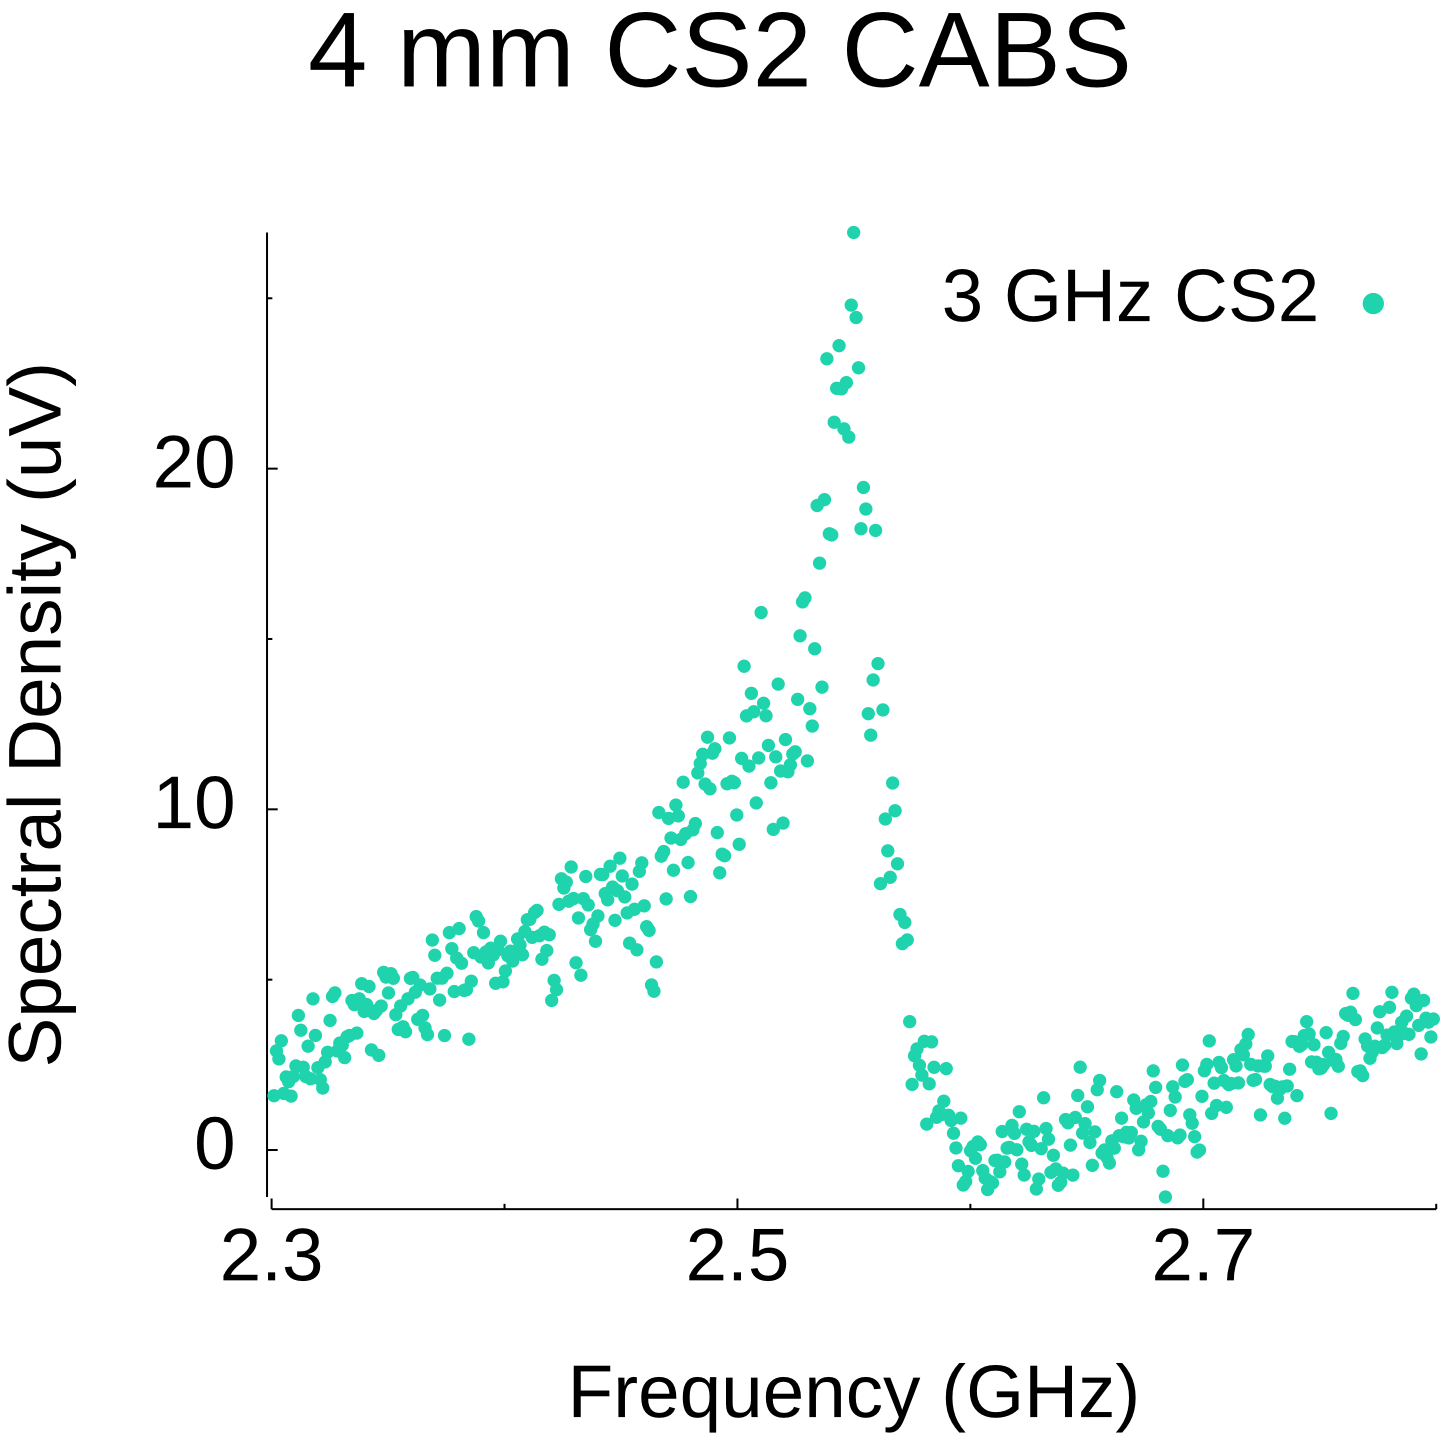 4 mm CS2 CABS
3 GHz CS2
Spectral Density (uV)
20
10
0
2.3 2.5 2.7
Frequency (GHz)